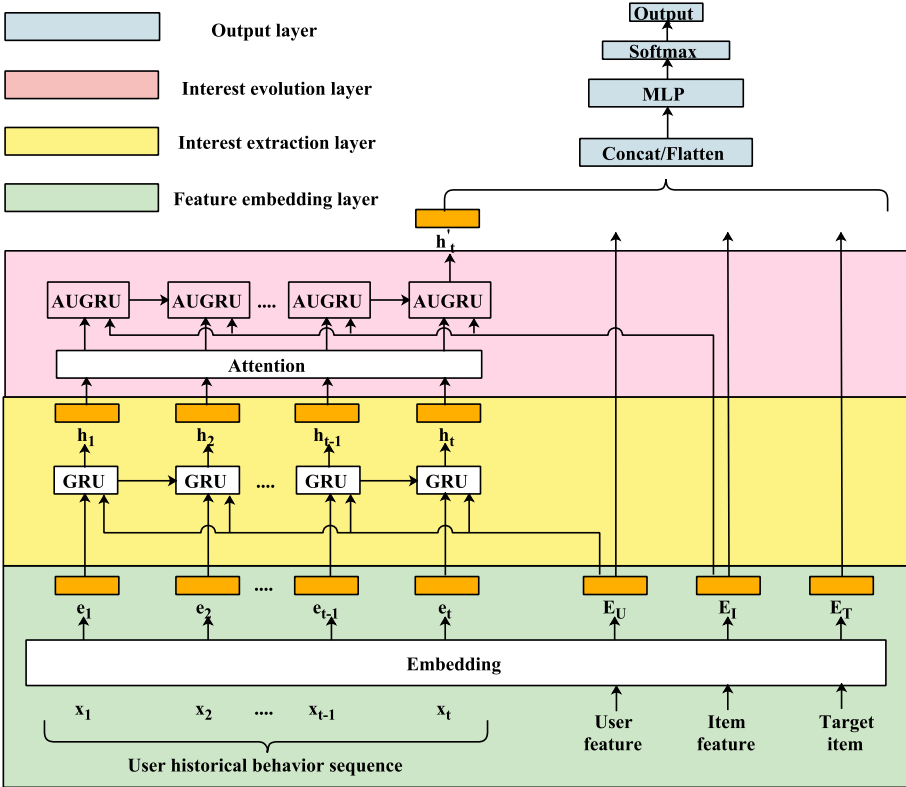 Output layer
Interest evolution layer
Interest extraction layer
Feature embedding layer
Output
Softmax
MLP
Concat/Flatten
h't
AUGRU AUGRU .... AUGRU AUGRU
Attention
h1 h2 ht-1 ht
GRU GRU .... GRU GRU
....
e1 e2 et-1 et EU EI ET
Embedding
x1 x2 .... xt-1 xt
User feature
Item feature
Target item
User historical behavior sequence